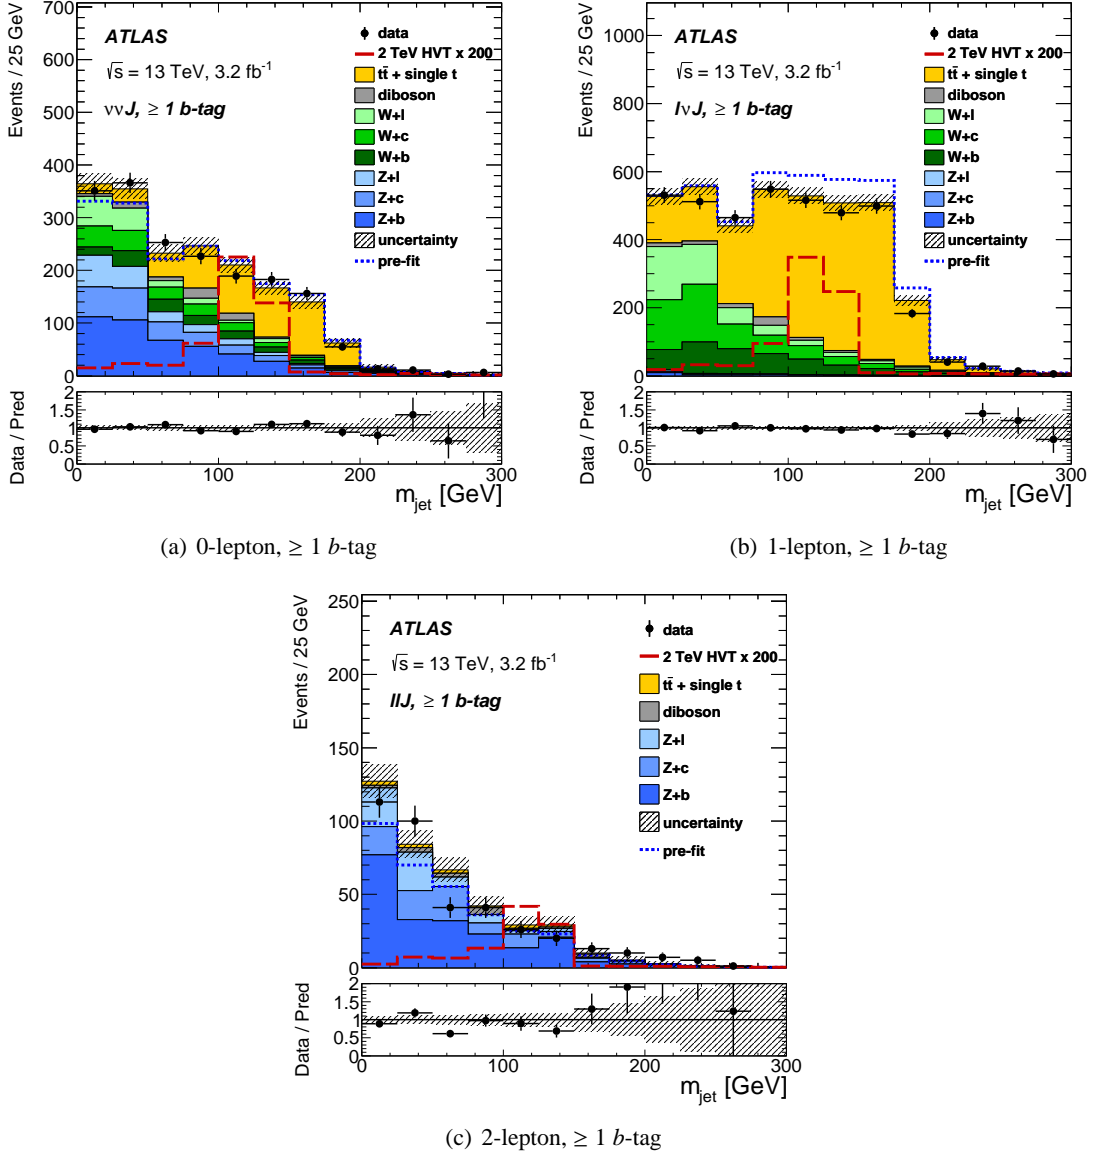 Events / 25 GeV
700
600
500
400
300
200
100
0
ATLAS
√s = 13 TeV, 3.2 fb⁻¹
ννJ, ≥ 1 b-tag
data
2 TeV HVT x 200
tt̄ + single t
diboson
W+l
W+c
W+b
Z+l
Z+c
Z+b
uncertainty
pre-fit
Data / Pred
2
1.5
1
0.5
0
0 100 200 300
m_jet [GeV]
(a) 0-lepton, ≥ 1 b-tag
Events / 25 GeV
1000
800
600
400
200
0
ATLAS
√s = 13 TeV, 3.2 fb⁻¹
lνJ, ≥ 1 b-tag
data
2 TeV HVT x 200
tt̄ + single t
diboson
W+l
W+c
W+b
Z+l
Z+c
Z+b
uncertainty
pre-fit
Data / Pred
2
1.5
1
0.5
0
0 100 200 300
m_jet [GeV]
(b) 1-lepton, ≥ 1 b-tag
Events / 25 GeV
250
200
150
100
50
0
ATLAS
√s = 13 TeV, 3.2 fb⁻¹
llJ, ≥ 1 b-tag
data
2 TeV HVT x 200
tt̄ + single t
diboson
Z+l
Z+c
Z+b
uncertainty
pre-fit
Data / Pred
2
1.5
1
0.5
0
0 100 200 300
m_jet [GeV]
(c) 2-lepton, ≥ 1 b-tag